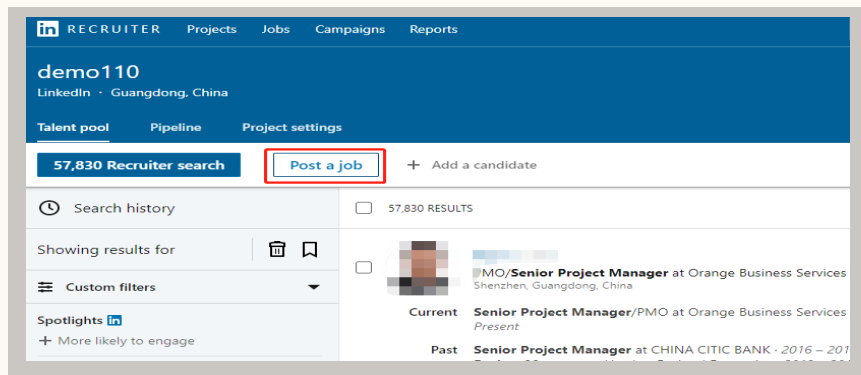 in RECRUITER Projects Jobs Campaigns Reports
demo110
LinkedIn · Guangdong, China
Talent pool Pipeline Project settings
57,830 Recruiter search Post a job + Add a candidate
Search history
57,830 RESULTS
Showing results for
PMO/Senior Project Manager at Orange Business Services
Shenzhen, Guangdong, China
Custom filters
Current Senior Project Manager/PMO at Orange Business Services
Present
Spotlights in
+ More likely to engage
Past Senior Project Manager at CHINA CITIC BANK · 2016 – 201